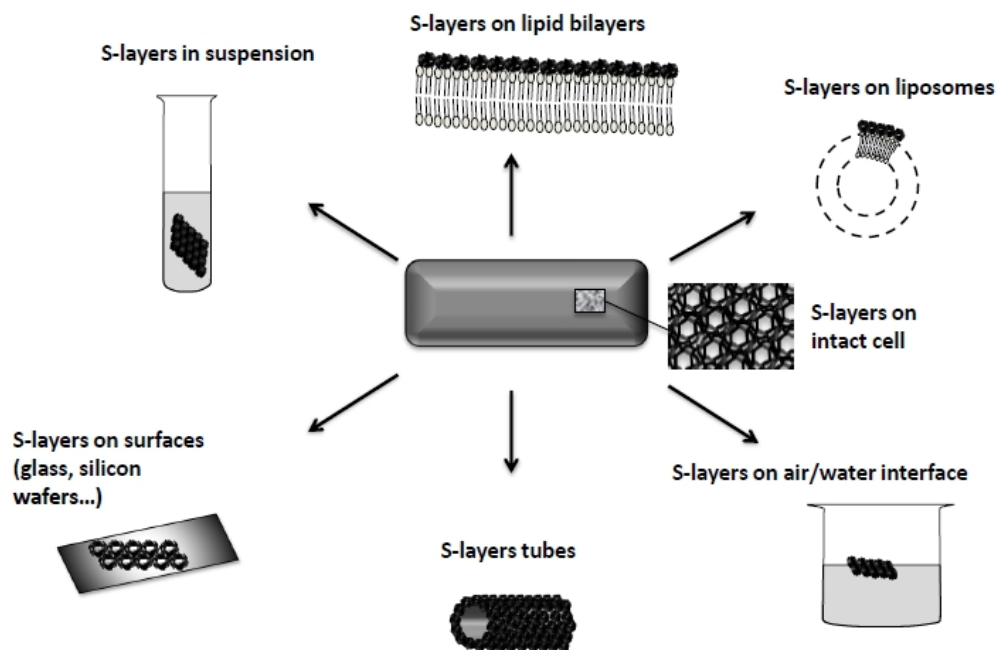 S-layers on lipid bilayers
S-layers in suspension
S-layers on liposomes
S-layers on
intact cell
S-layers on surfaces
(glass, silicon
wafers...)
S-layers on air/water interface
S-layers tubes